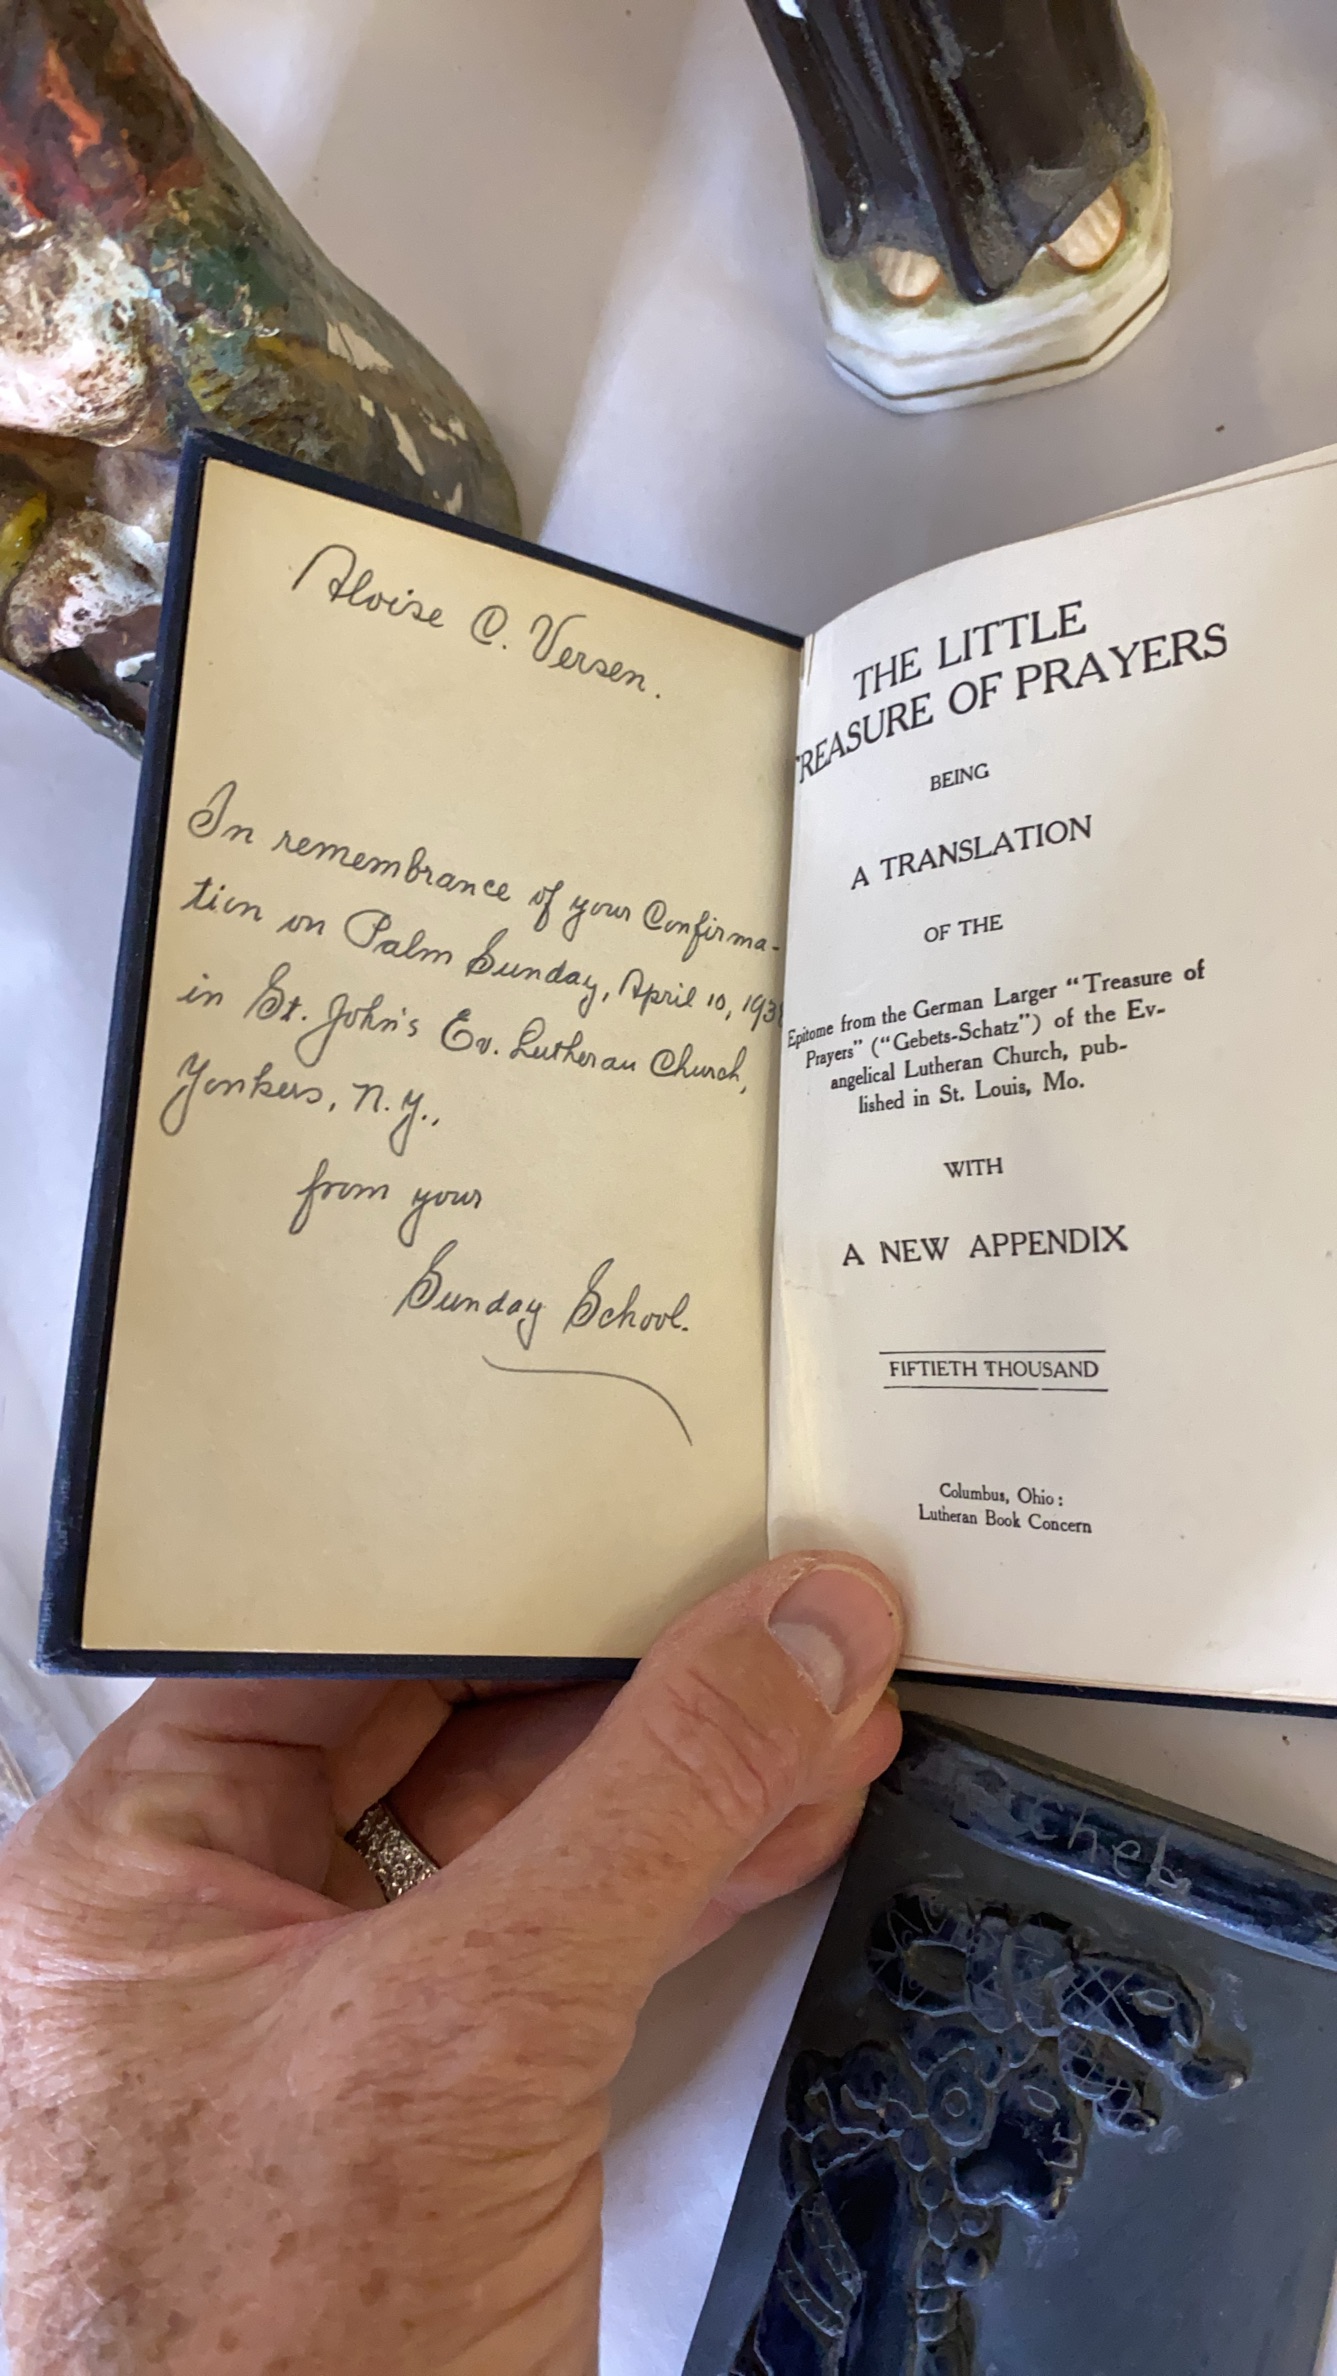 Aloise C. Versen.
In remembrance of your Confirma-
tion on Palm Sunday, April 10, 193
in St. John's Ev. Lutheran Church,
Yonkers, N.Y.,
from your
Sunday School.
THE LITTLE
TREASURE OF PRAYERS
BEING
A TRANSLATION
OF THE
Epitome from the German Larger “Treasure of
Prayers” (“Gebets-Schatz”) of the Ev-
angelical Lutheran Church, pub-
lished in St. Louis, Mo.
WITH
A NEW APPENDIX
FIFTIETH THOUSAND
Columbus, Ohio:
Lutheran Book Concern